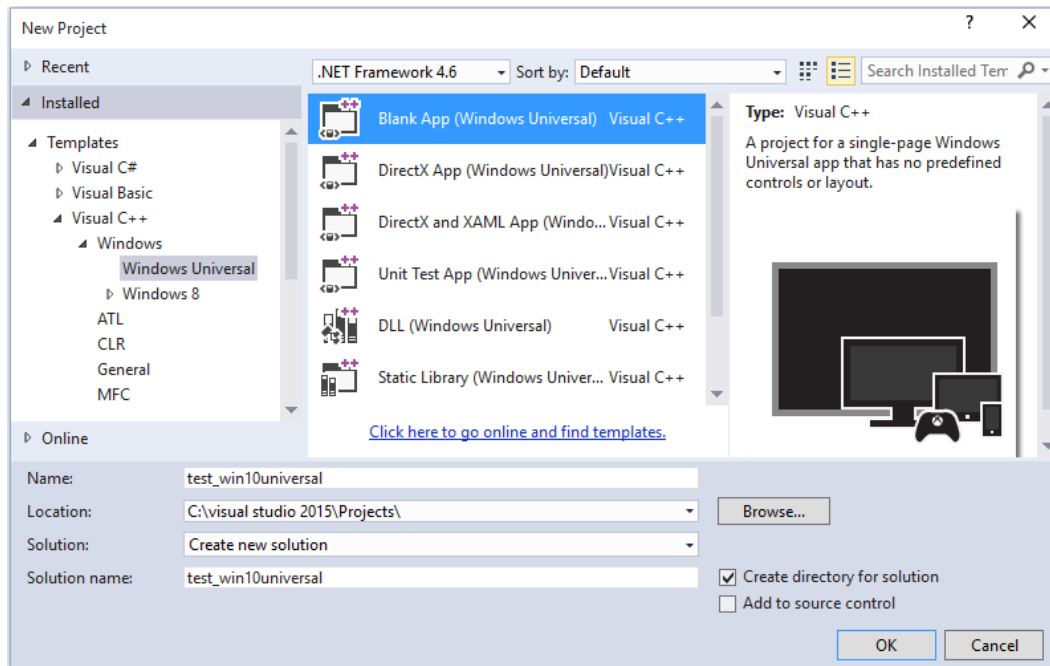 New Project
?
Recent
.NET Framework 4.6
Sort by:
Default
Search Installed Tem
Installed
Templates
Visual C#
Visual Basic
Visual C++
Windows
Windows Universal
Windows 8
ATL
CLR
General
MFC
Online
Blank App (Windows Universal) Visual C++
DirectX App (Windows Universal) Visual C++
DirectX and XAML App (Windo... Visual C++
Unit Test App (Windows Univer... Visual C++
DLL (Windows Universal) Visual C++
Static Library (Windows Univer... Visual C++
Click here to go online and find templates.
Type: Visual C++
A project for a single-page Windows
Universal app that has no predefined
controls or layout.
Name: test_win10universal
Location: C:\visual studio 2015\Projects\
Browse...
Solution: Create new solution
Solution name: test_win10universal
Create directory for solution
Add to source control
OK
Cancel